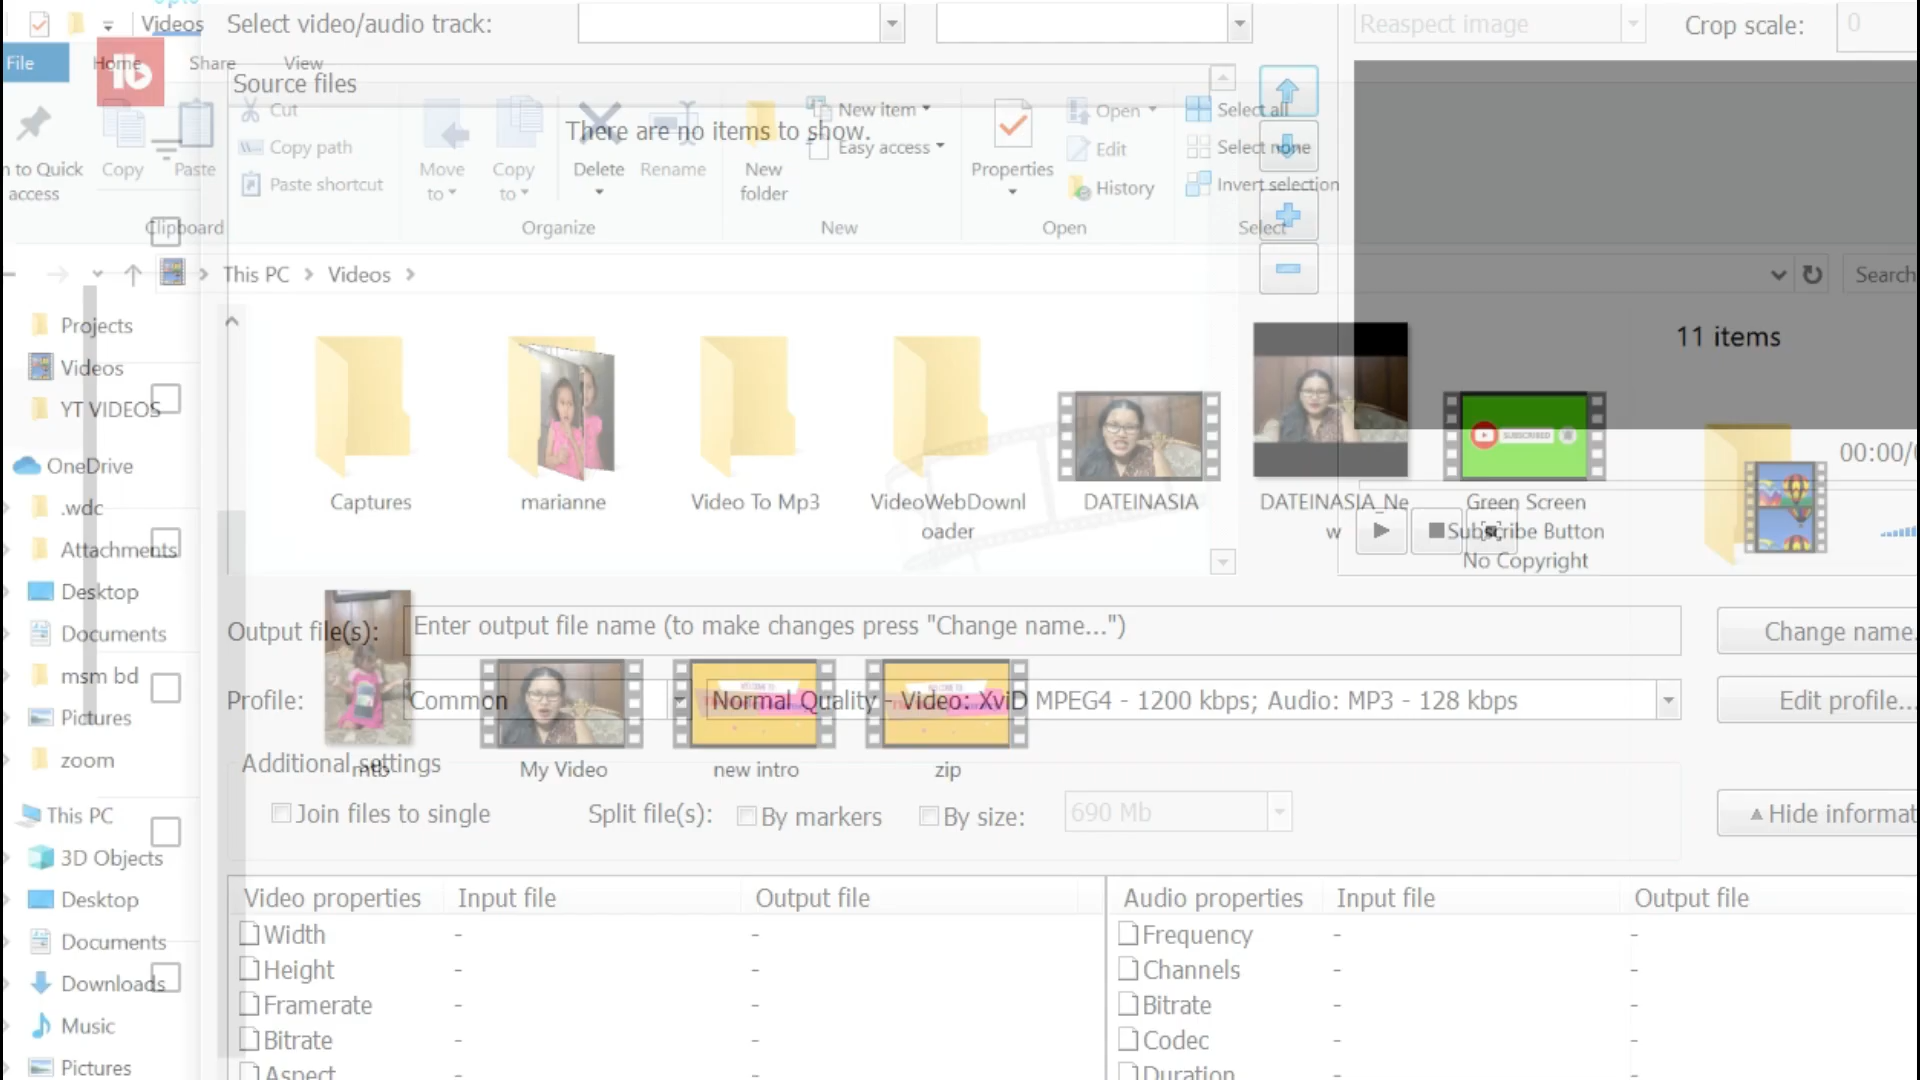 Videos
Select video/audio track:
Reaspect image
Crop scale:
0
File
Home
Share
View
Source files
Cut
New item
Open
Select all
There are no items to show.
Copy path
Easy access
Edit
Select none
n to Quick
access
Copy
Paste
Paste shortcut
Move
to
Copy
to
Delete
Rename
New
folder
Properties
History
Invert selection
Clipboard
Organize
New
Open
Select
This PC
Videos
Search
Projects
11 items
Videos
YT VIDEOS
OneDrive
00:00/
.wdc
Captures
marianne
Video To Mp3
VideoWebDownl
oader
DATEINASIA
DATEINASIA_Ne
w
Green Screen
Subscribe Button
No Copyright
SUBSCRIBED
Attachments
Desktop
Documents
Output file(s):
Enter output file name (to make changes press "Change name...")
Change name.
msm bd
Profile:
Common
Normal Quality - Video: XviD MPEG4 - 1200 kbps; Audio: MP3 - 128 kbps
Edit profile...
Pictures
zoom
Additional settings
mtb
My Video
new intro
zip
This PC
Join files to single
Split file(s):
By markers
By size:
690 Mb
Hide informat
3D Objects
Desktop
Video properties
Input file
Output file
Audio properties
Input file
Output file
Documents
Width
-
-
Frequency
-
-
Downloads
Height
-
-
Channels
-
-
Music
Framerate
-
-
Bitrate
-
-
Bitrate
-
-
Codec
-
-
Pictures
Aspect
-
-
Duration
-
-